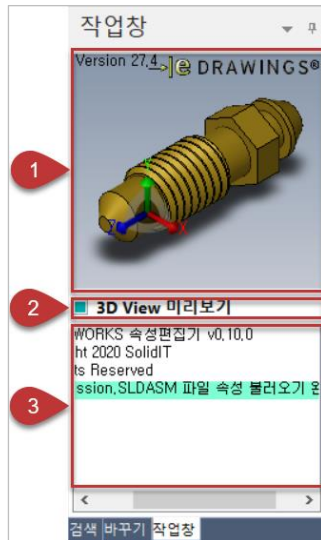 작업창
Version 27.4
eDRAWINGS®
Y
Z
X
1
2
3D View 미리보기
3
WORKS 속성편집기 v0.10.0
ht 2020 SolidIT
ts Reserved
ssion.SLDASM 파일 속성 불러오기
검색 바꾸기 작업창